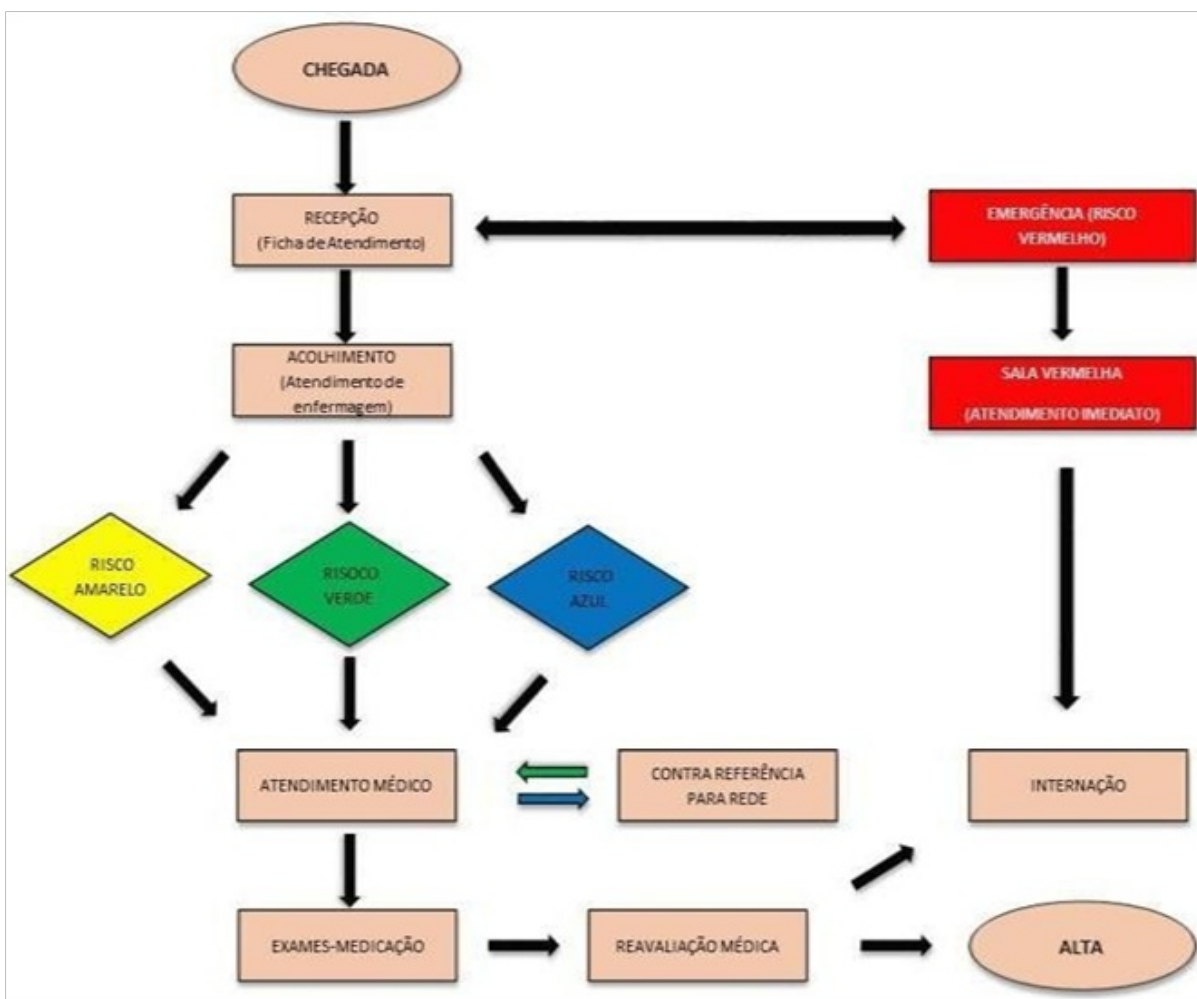 CHEGADA
RECEPÇÃO
(Ficha de Atendimento)
EMERGÊNCIA (RISCO
VERMELHO)
ACOLHIMENTO
(Atendimento de
enfermagem)
SALA VERMELHA
(ATENDIMENTO IMEDIATO)
RISCO
AMARELO
RISOCO
VERDE
RISCO
AZUL
ATENDIMENTO MÉDICO
CONTRA REFERÊNCIA
PARA REDE
INTERNAÇÃO
EXAMES-MEDICAÇÃO
REAVALIAÇÃO MÉDICA
ALTA